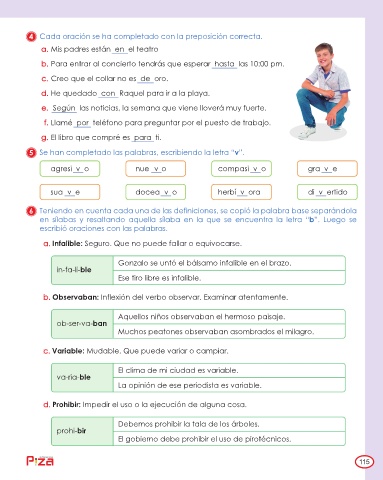 4 Cada oración se ha completado con la preposición correcta.
a. Mis padres están en el teatro
b. Para entrar al concierto tendrás que esperar hasta las 10:00 pm.
c. Creo que el collar no es de oro.
d. He quedado con Raquel para ir a la playa.
e. Según las noticias, la semana que viene lloverá muy fuerte.
f. Llamé por teléfono para preguntar por el puesto de trabajo.
g. El libro que compré es para ti.
5 Se han completado las palabras, escribiendo la letra "v".
agresi v o nue v o compasi v o gra v e
sua v e docea v o herbí v ora di v ertido
6 Teniendo en cuenta cada una de las definiciones, se copió la palabra base separándola
en sílabas y resaltando aquella sílaba en la que se encuentra la letra "b". Luego se
escribió oraciones con las palabras.
a. Infalible: Seguro. Que no puede fallar o equivocarse.
in-fa-li-ble
Gonzalo se untó el bálsamo infalible en el brazo.
Ese tiro libre es infalible.
b. Observaban: Inflexión del verbo observar. Examinar atentamente.
ob-ser-va-ban
Aquellos niños observaban el hermoso paisaje.
Muchos peatones observaban asombrados el milagro.
c. Variable: Mudable. Que puede variar o campiar.
va-ria-ble
El clima de mi ciudad es variable.
La opinión de ese periodista es variable.
d. Prohibir: Impedir el uso o la ejecución de alguna cosa.
prohi-bir
Debemos prohibir la tala de los árboles.
El gobierno debe prohibir el uso de pirotécnicos.
115